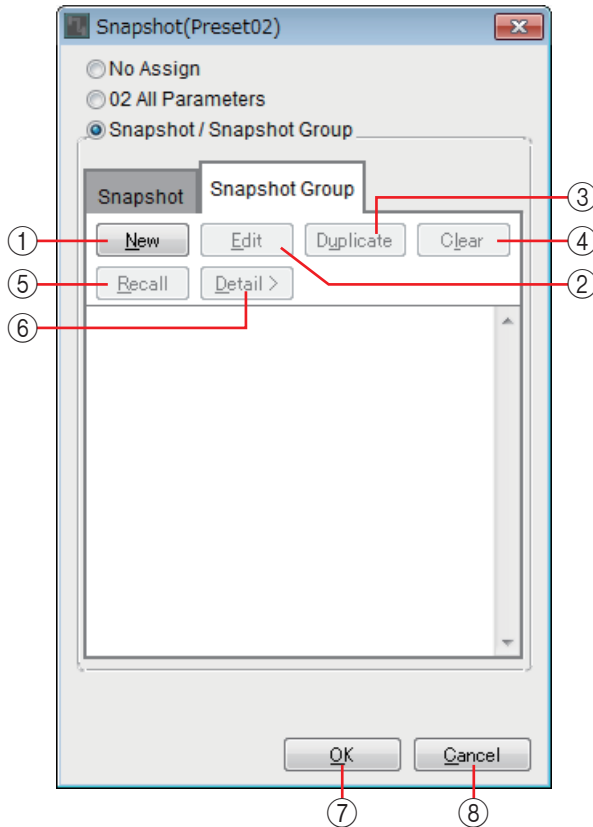 Snapshot(Preset02)
No Assign
02 All Parameters
Snapshot / Snapshot Group
Snapshot Snapshot Group
③
① New Edit Duplicate Clear ④
⑤ Recall Detail > ②
⑥
OK Cancel
⑦ ⑧